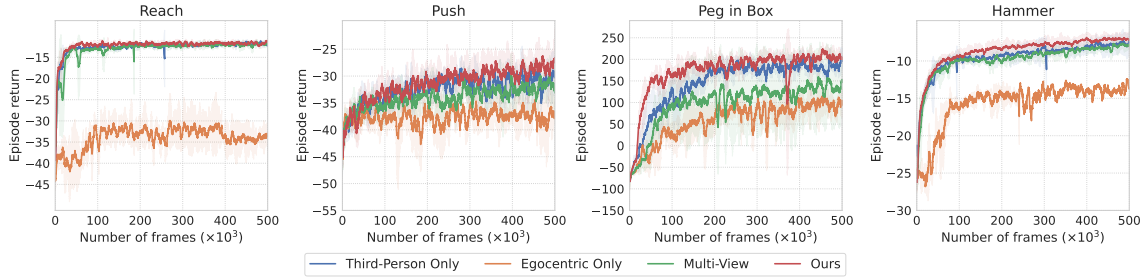 Reach
Episode return
−15
−20
−25
−30
−35
−40
−45
0 100 200 300 400 500
Number of frames (×10³)
Push
Episode return
−25
−30
−35
−40
−45
−50
−55
0 100 200 300 400 500
Number of frames (×10³)
Peg in Box
Episode return
250
200
150
100
50
0
−50
−100
−150
0 100 200 300 400 500
Number of frames (×10³)
Hammer
Episode return
−10
−15
−20
−25
−30
0 100 200 300 400 500
Number of frames (×10³)
Third-Person Only Egocentric Only Multi-View Ours